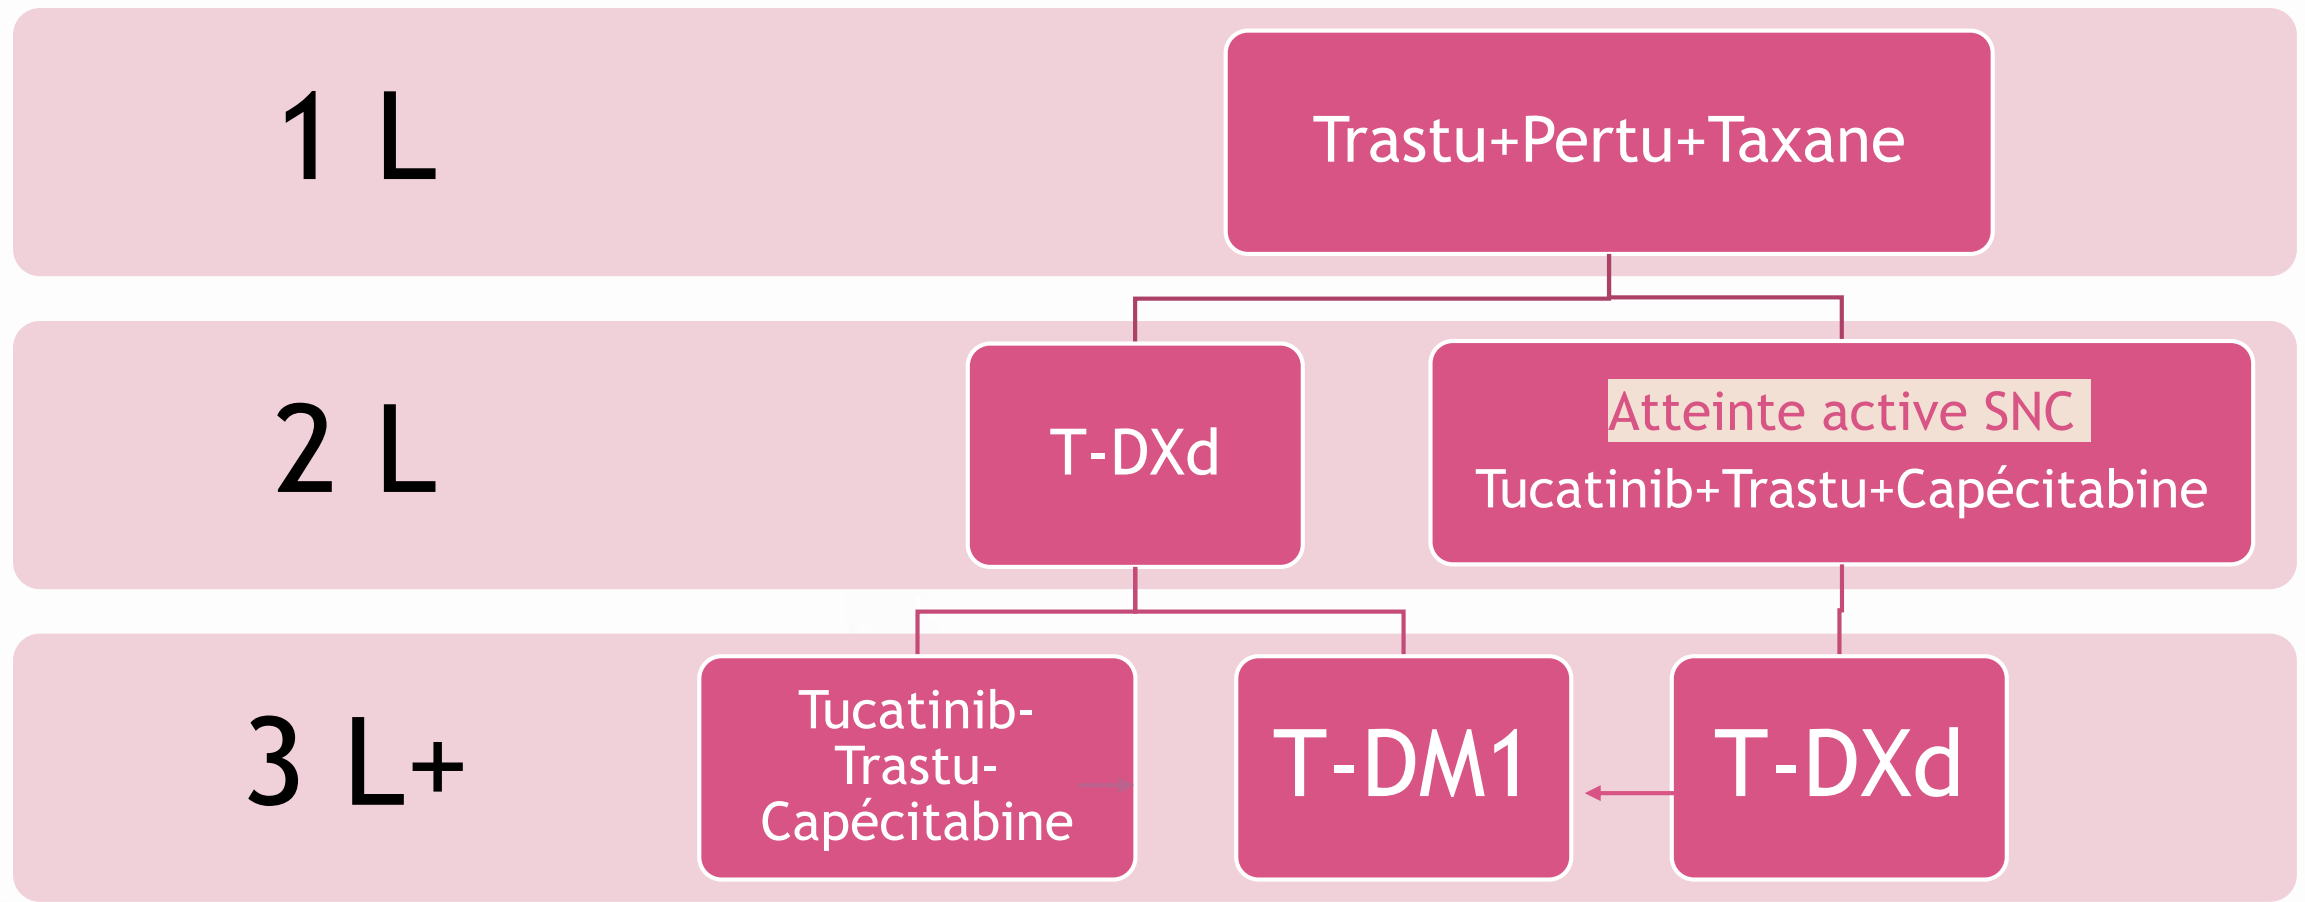 1 L
Trastu+Pertu+Taxane
2 L
T-DXd
Atteinte active SNC
Tucatinib+Trastu+Capécitabine
3 L+
Tucatinib-
Trastu-
Capécitabine
T-DM1
T-DXd